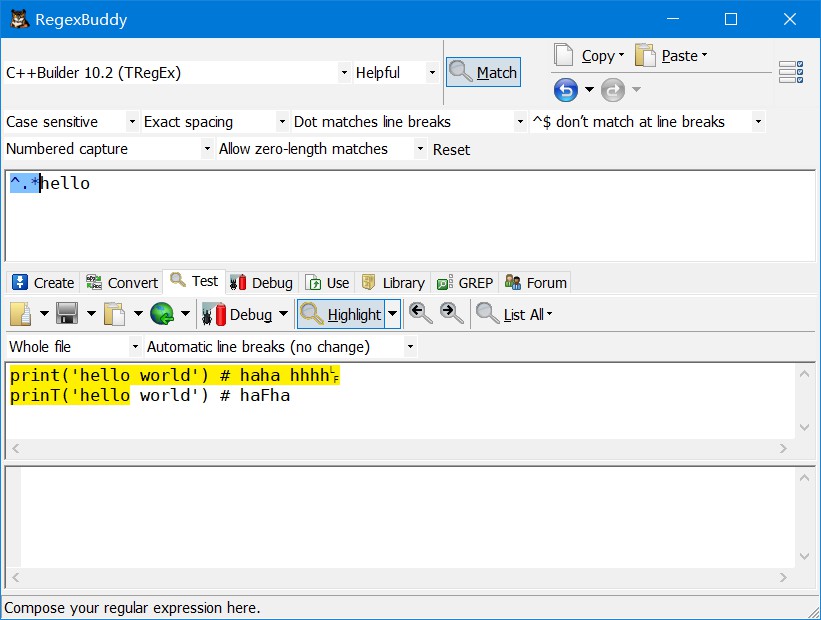 RegexBuddy
C++Builder 10.2 (TRegEx) Helpful Match Copy Paste
Case sensitive Exact spacing Dot matches line breaks ^$ don't match at line breaks
Numbered capture Allow zero-length matches Reset
^.*hello
Create Convert Test Debug Use Library GREP Forum
Debug Highlight List All
Whole file Automatic line breaks (no change)
print('hello world') # haha hhhh␊
prinT('hello world') # haFha
Compose your regular expression here.